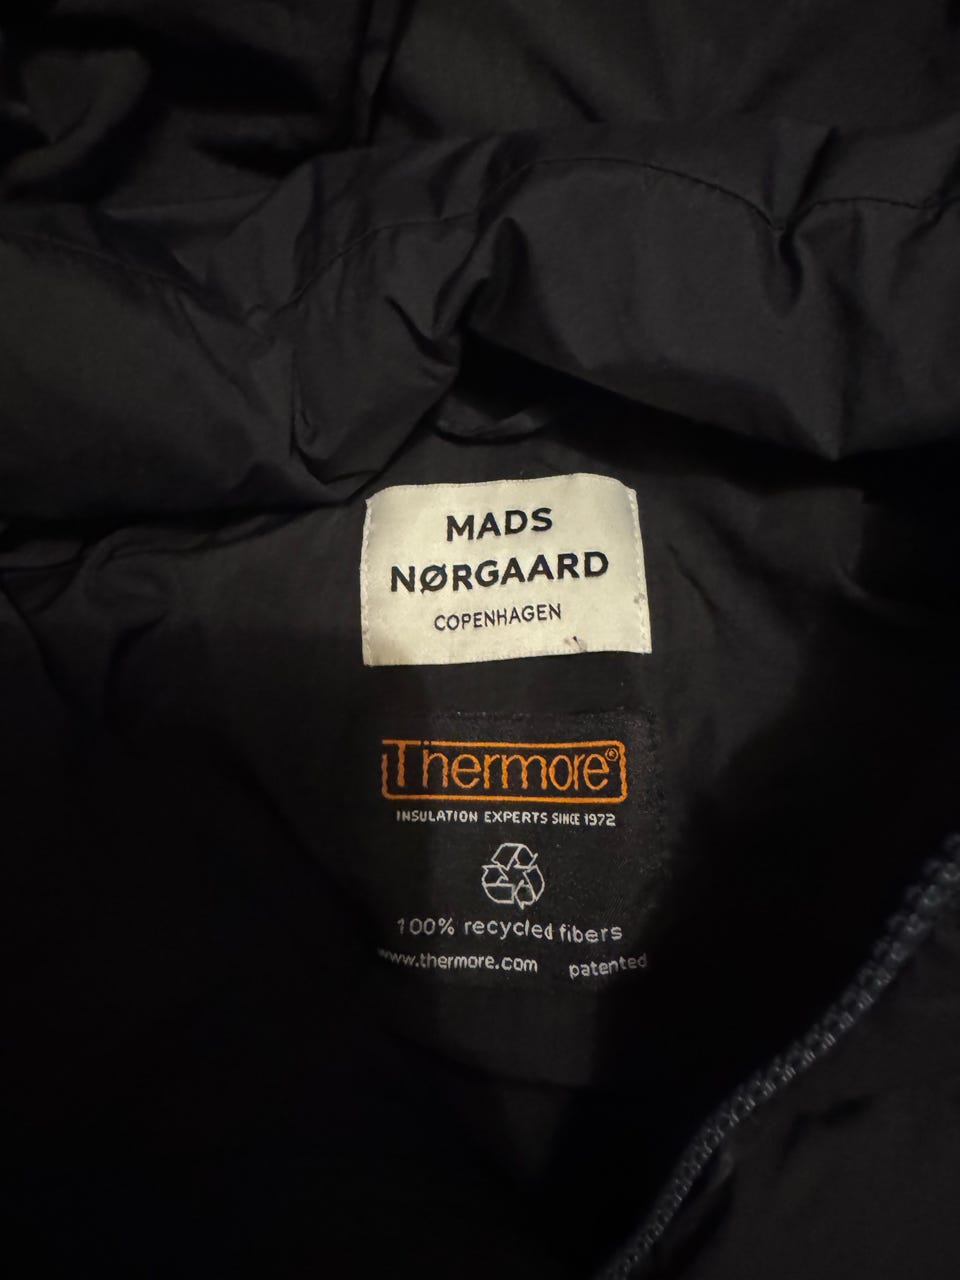 MADS
NØRGAARD
COPENHAGEN
Thermore®
INSULATION EXPERTS SINCE 1972
100% recycled fibers
www.thermore.com patented